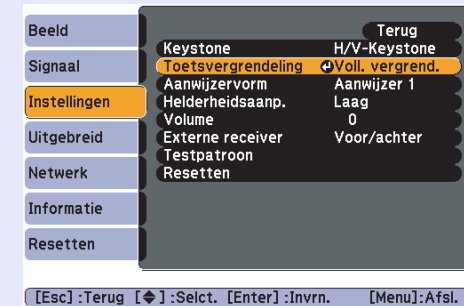 Beeld
Signaal
Instellingen
Uitgebreid
Netwerk
Informatie
Resetten
Terug
Keystone H/V-Keystone
Toetsvergrendeling Voll. vergrend.
Aanwijzervorm Aanwijzer 1
Helderheidsaanp. Laag
Volume 0
Externe receiver Voor/achter
Testpatroon
Resetten
[Esc] :Terug [◆] :Selct. [Enter] :Invrn. [Menu]:Afsl.